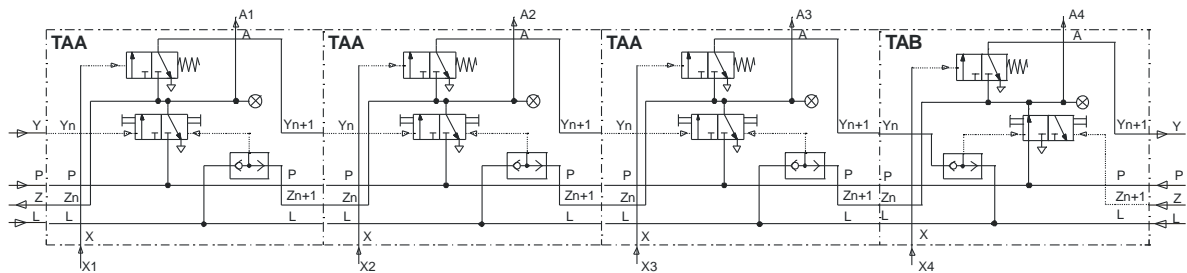 A1 A2 A3 A4
A A A A
TAA TAA TAA TAB
Y Yn Yn+1 Yn Yn+1 Yn Yn+1 Yn Yn+1 Y
P P P P P P P P P
Z Zn Zn+1 Zn Zn+1 Zn Zn+1 Zn Zn+1 Z
L L L L L L L L L L
X X X X
X1 X2 X3 X4